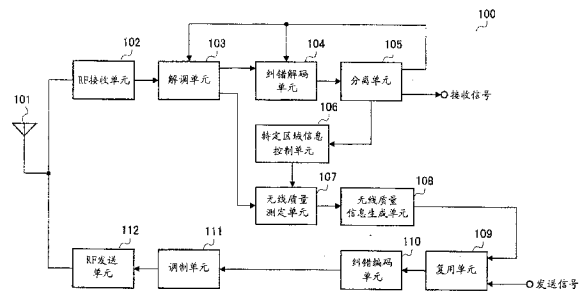 100
102
103
104
105
RF接收单元
解调单元
纠错解码
单元
分离单元
接收信号
101
106
特定区域信息
控制单元
107
108
无线质量
测定单元
无线质量
信息生成单元
112
111
110
109
RF发送
单元
调制单元
纠错编码
单元
复用单元
发送信号